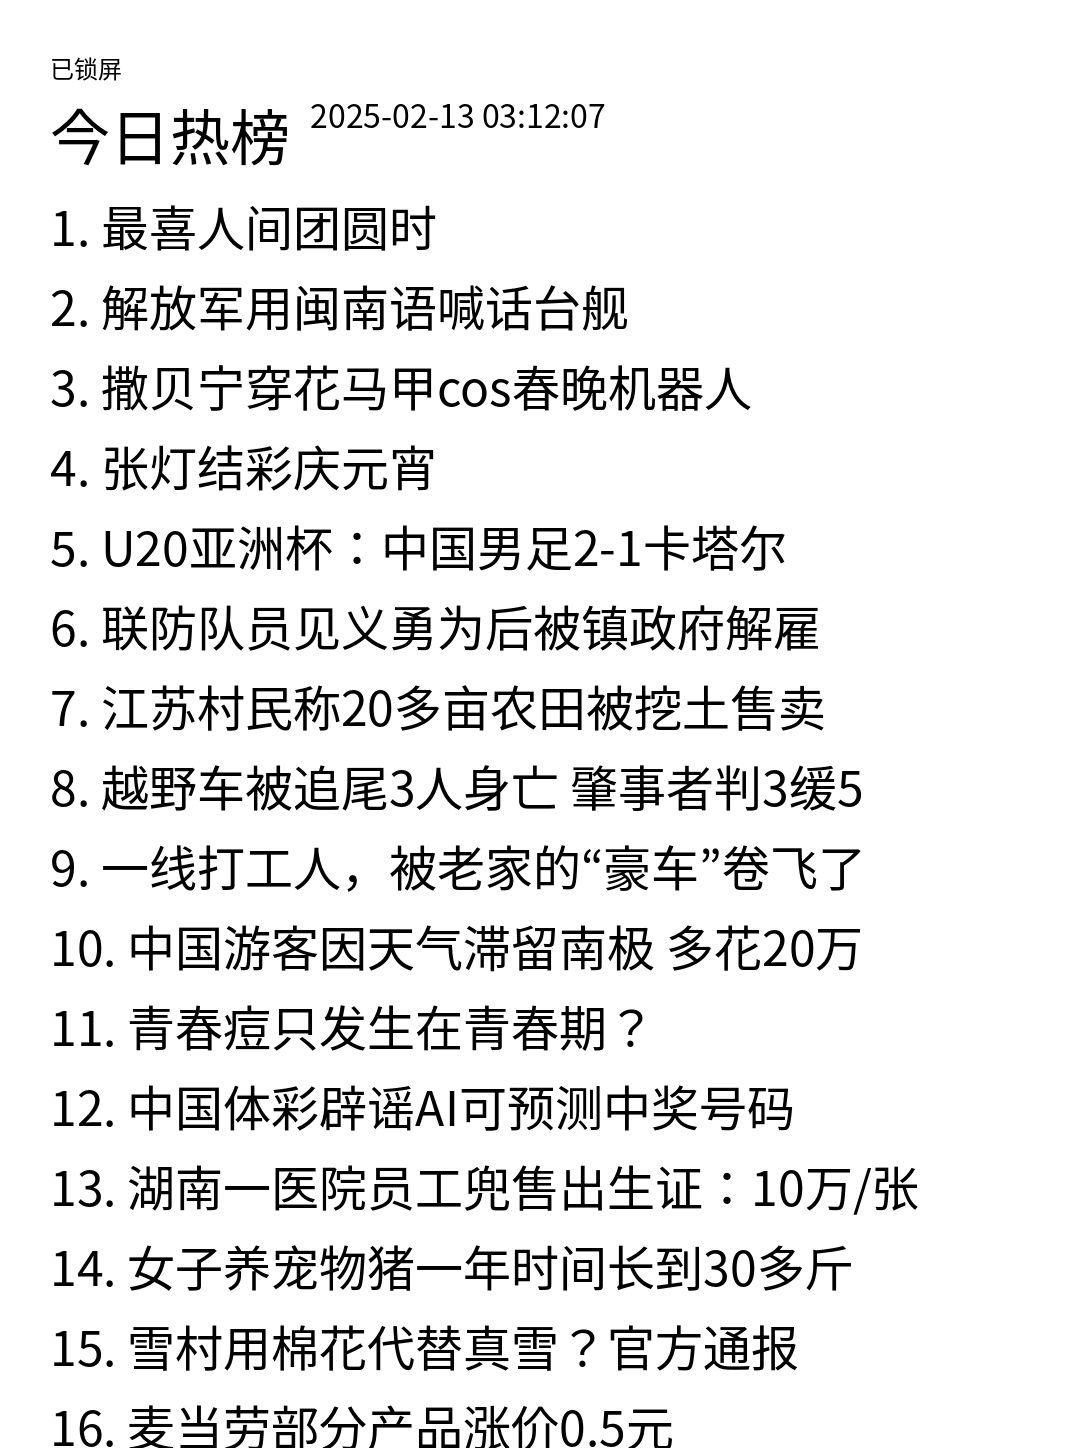 已锁屏
今日热榜 2025-02-13 03:12:07
1. 最喜人间团圆时
2. 解放军用闽南语喊话台舰
3. 撒贝宁穿花马甲cos春晚机器人
4. 张灯结彩庆元宵
5. U20亚洲杯：中国男足2-1卡塔尔
6. 联防队员见义勇为后被镇政府解雇
7. 江苏村民称20多亩农田被挖土售卖
8. 越野车被追尾3人身亡 肇事者判3缓5
9. 一线打工人，被老家的“豪车”卷飞了
10. 中国游客因天气滞留南极 多花20万
11. 青春痘只发生在青春期？
12. 中国体彩辟谣AI可预测中奖号码
13. 湖南一医院员工兜售出生证：10万/张
14. 女子养宠物猪一年时间长到30多斤
15. 雪村用棉花代替真雪？官方通报
16. 麦当劳部分产品涨价0.5元